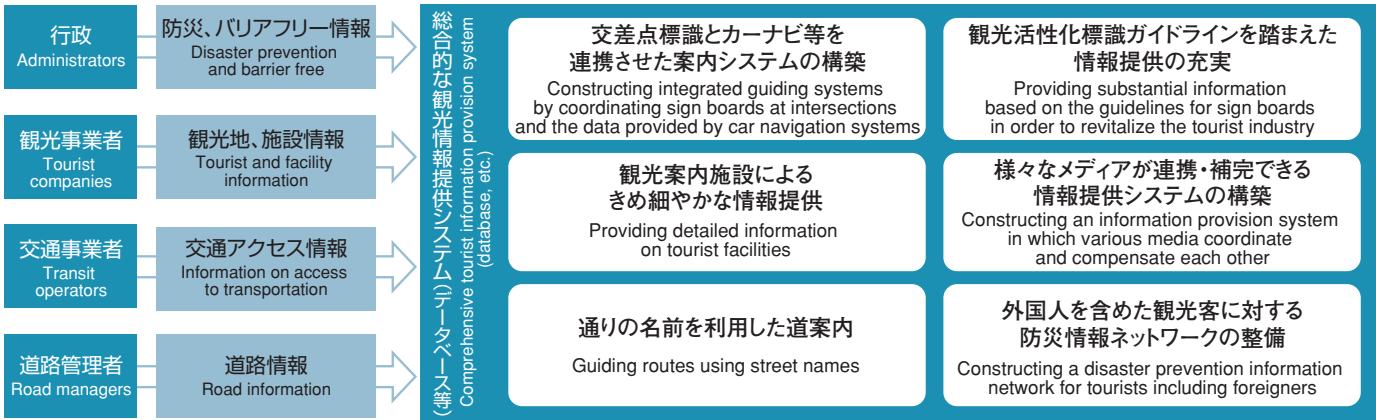 行政
Administrators
防災、バリアフリー情報
Disaster prevention
and barrier free
観光事業者
Tourist
companies
観光地、施設情報
Tourist and facility
information
交通事業者
Transit
operators
交通アクセス情報
Information on access
to transportation
道路管理者
Road managers
道路情報
Road information
総合的な観光情報提供システム(データベース等)
Comprehensive tourist information provision system
(database, etc.)
交差点標識とカーナビ等を
連携させた案内システムの構築
Constructing integrated guiding systems
by coordinating sign boards at intersections
and the data provided by car navigation systems
観光活性化標識ガイドラインを踏まえた
情報提供の充実
Providing substantial information
based on the guidelines for sign boards
in order to revitalize the tourist industry
観光案内施設による
きめ細やかな情報提供
Providing detailed information
on tourist facilities
様々なメディアが連携・補完できる
情報提供システムの構築
Constructing an information provision system
in which various media coordinate
and compensate each other
通りの名前を利用した道案内
Guiding routes using street names
外国人を含めた観光客に対する
防災情報ネットワークの整備
Constructing a disaster prevention information
network for tourists including foreigners